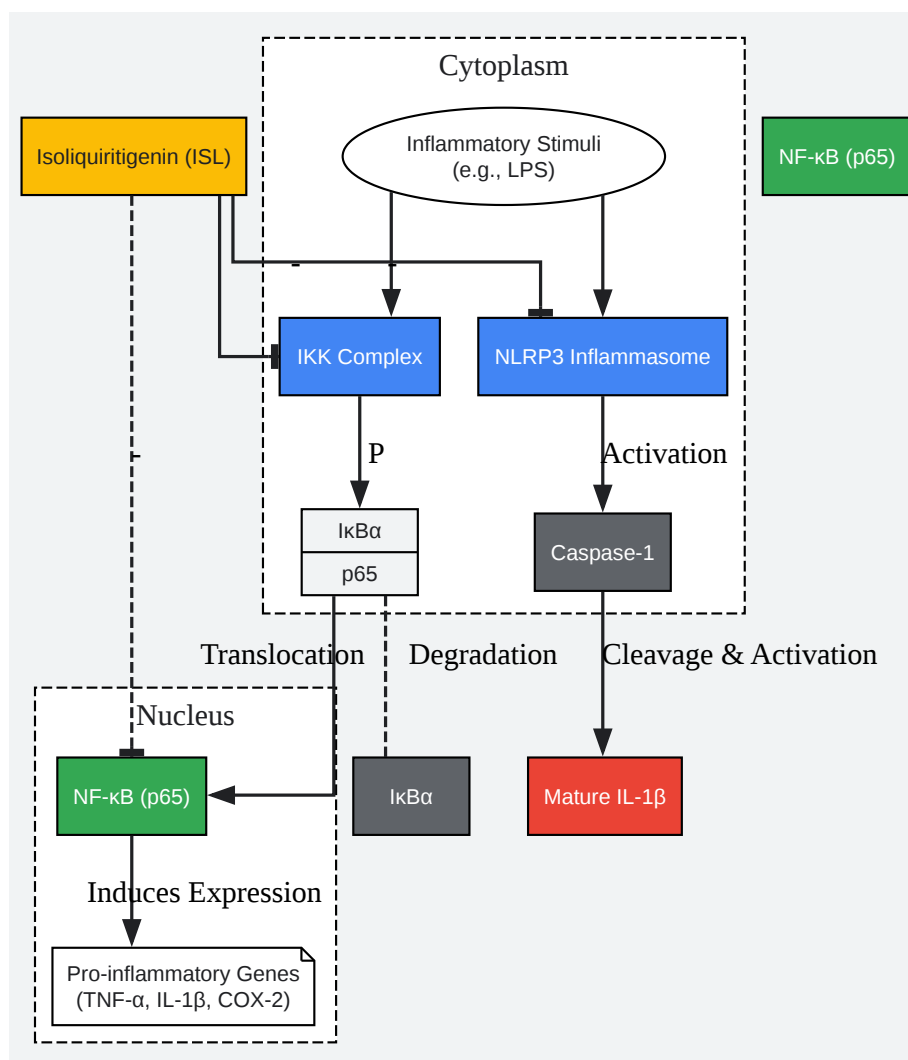 Cytoplasm
Isoliquiritigenin (ISL)
Inflammatory Stimuli
(e.g., LPS)
NF-κB (p65)
-
-
IKK Complex
NLRP3 Inflammasome
P
Activation
-
IκBα
p65
Caspase-1
Translocation
Degradation
Cleavage & Activation
Nucleus
NF-κB (p65)
IκBα
Mature IL-1β
Induces Expression
Pro-inflammatory Genes
(TNF-α, IL-1β, COX-2)